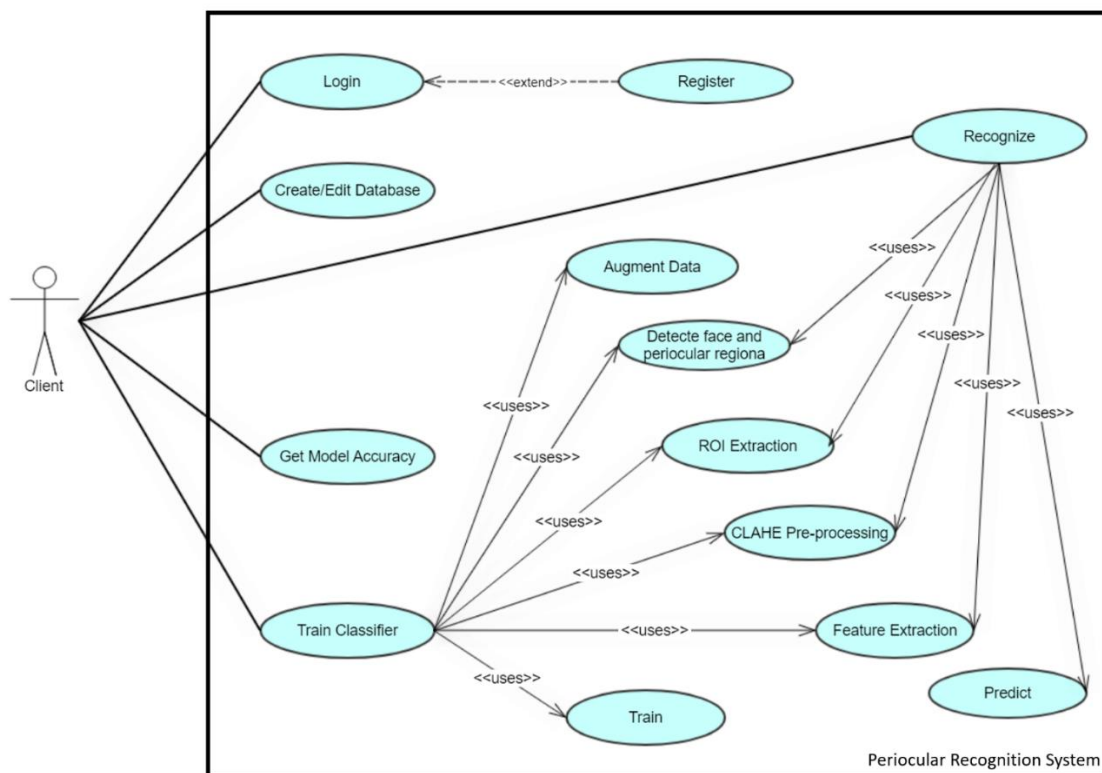 Login
<<extend>>
Register
Recognize
Create/Edit Database
<<uses>>
Augment Data
<<uses>>
<<uses>>
Detecte face and
periocular regiona
<<uses>>
Client
<<uses>>
<<uses>>
<<uses>>
ROI Extraction
Get Model Accuracy
<<uses>>
<<uses>>
CLAHE Pre-processing
<<uses>>
Train Classifier
<<uses>>
Feature Extraction
<<uses>>
Predict
Train
Periocular Recognition System